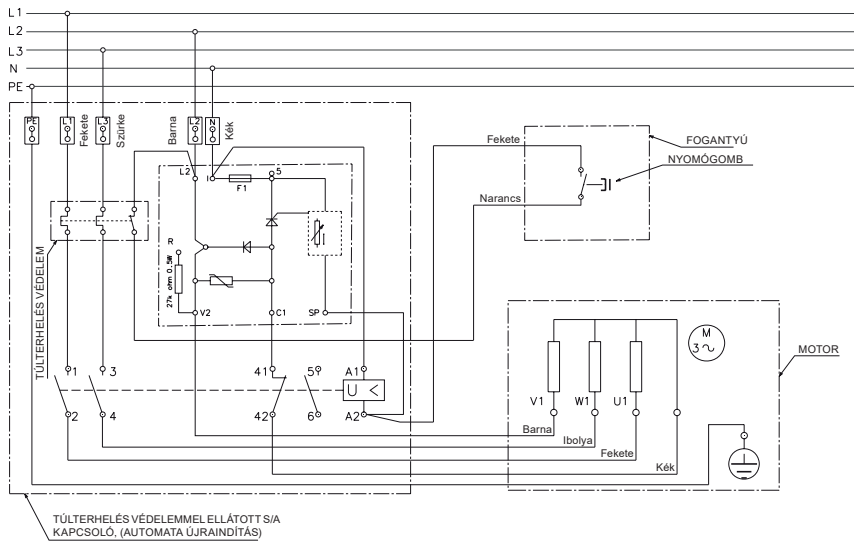 L1
L2
L3
N
PE
PE
L1
Fekete
L3
Szürke
Barna
L2
N
Kék
Fekete
FOGANTYÚ
NYOMÓGOMB
Narancs
L2
I
F1
5
R
27k ohm 0.5W
V2
C1
SP
TÚLTERHELÉS VÉDELEM
1
3
41
5
A1
U <
2
4
42
6
A2
M
3
MOTOR
V1
W1
U1
Barna
Ibolya
Fekete
Kék
TÚLTERHELÉS VÉDELEMMEL ELLÁTOTT S/A
KAPCSOLÓ, (AUTOMATA ÚJRAINDÍTÁS)